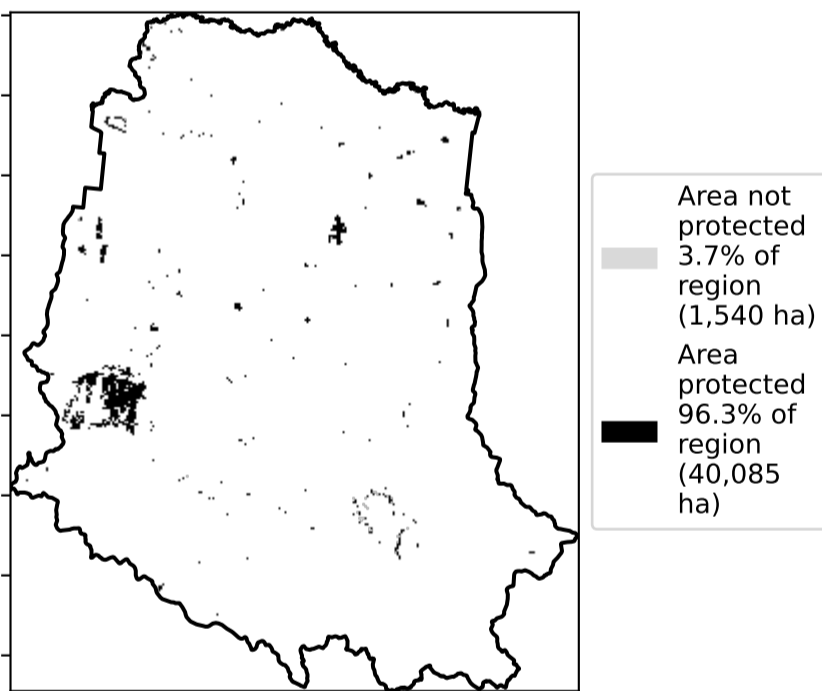 Area not
protected
3.7% of
region
(1,540 ha)
Area
protected
96.3% of
region
(40,085
ha)